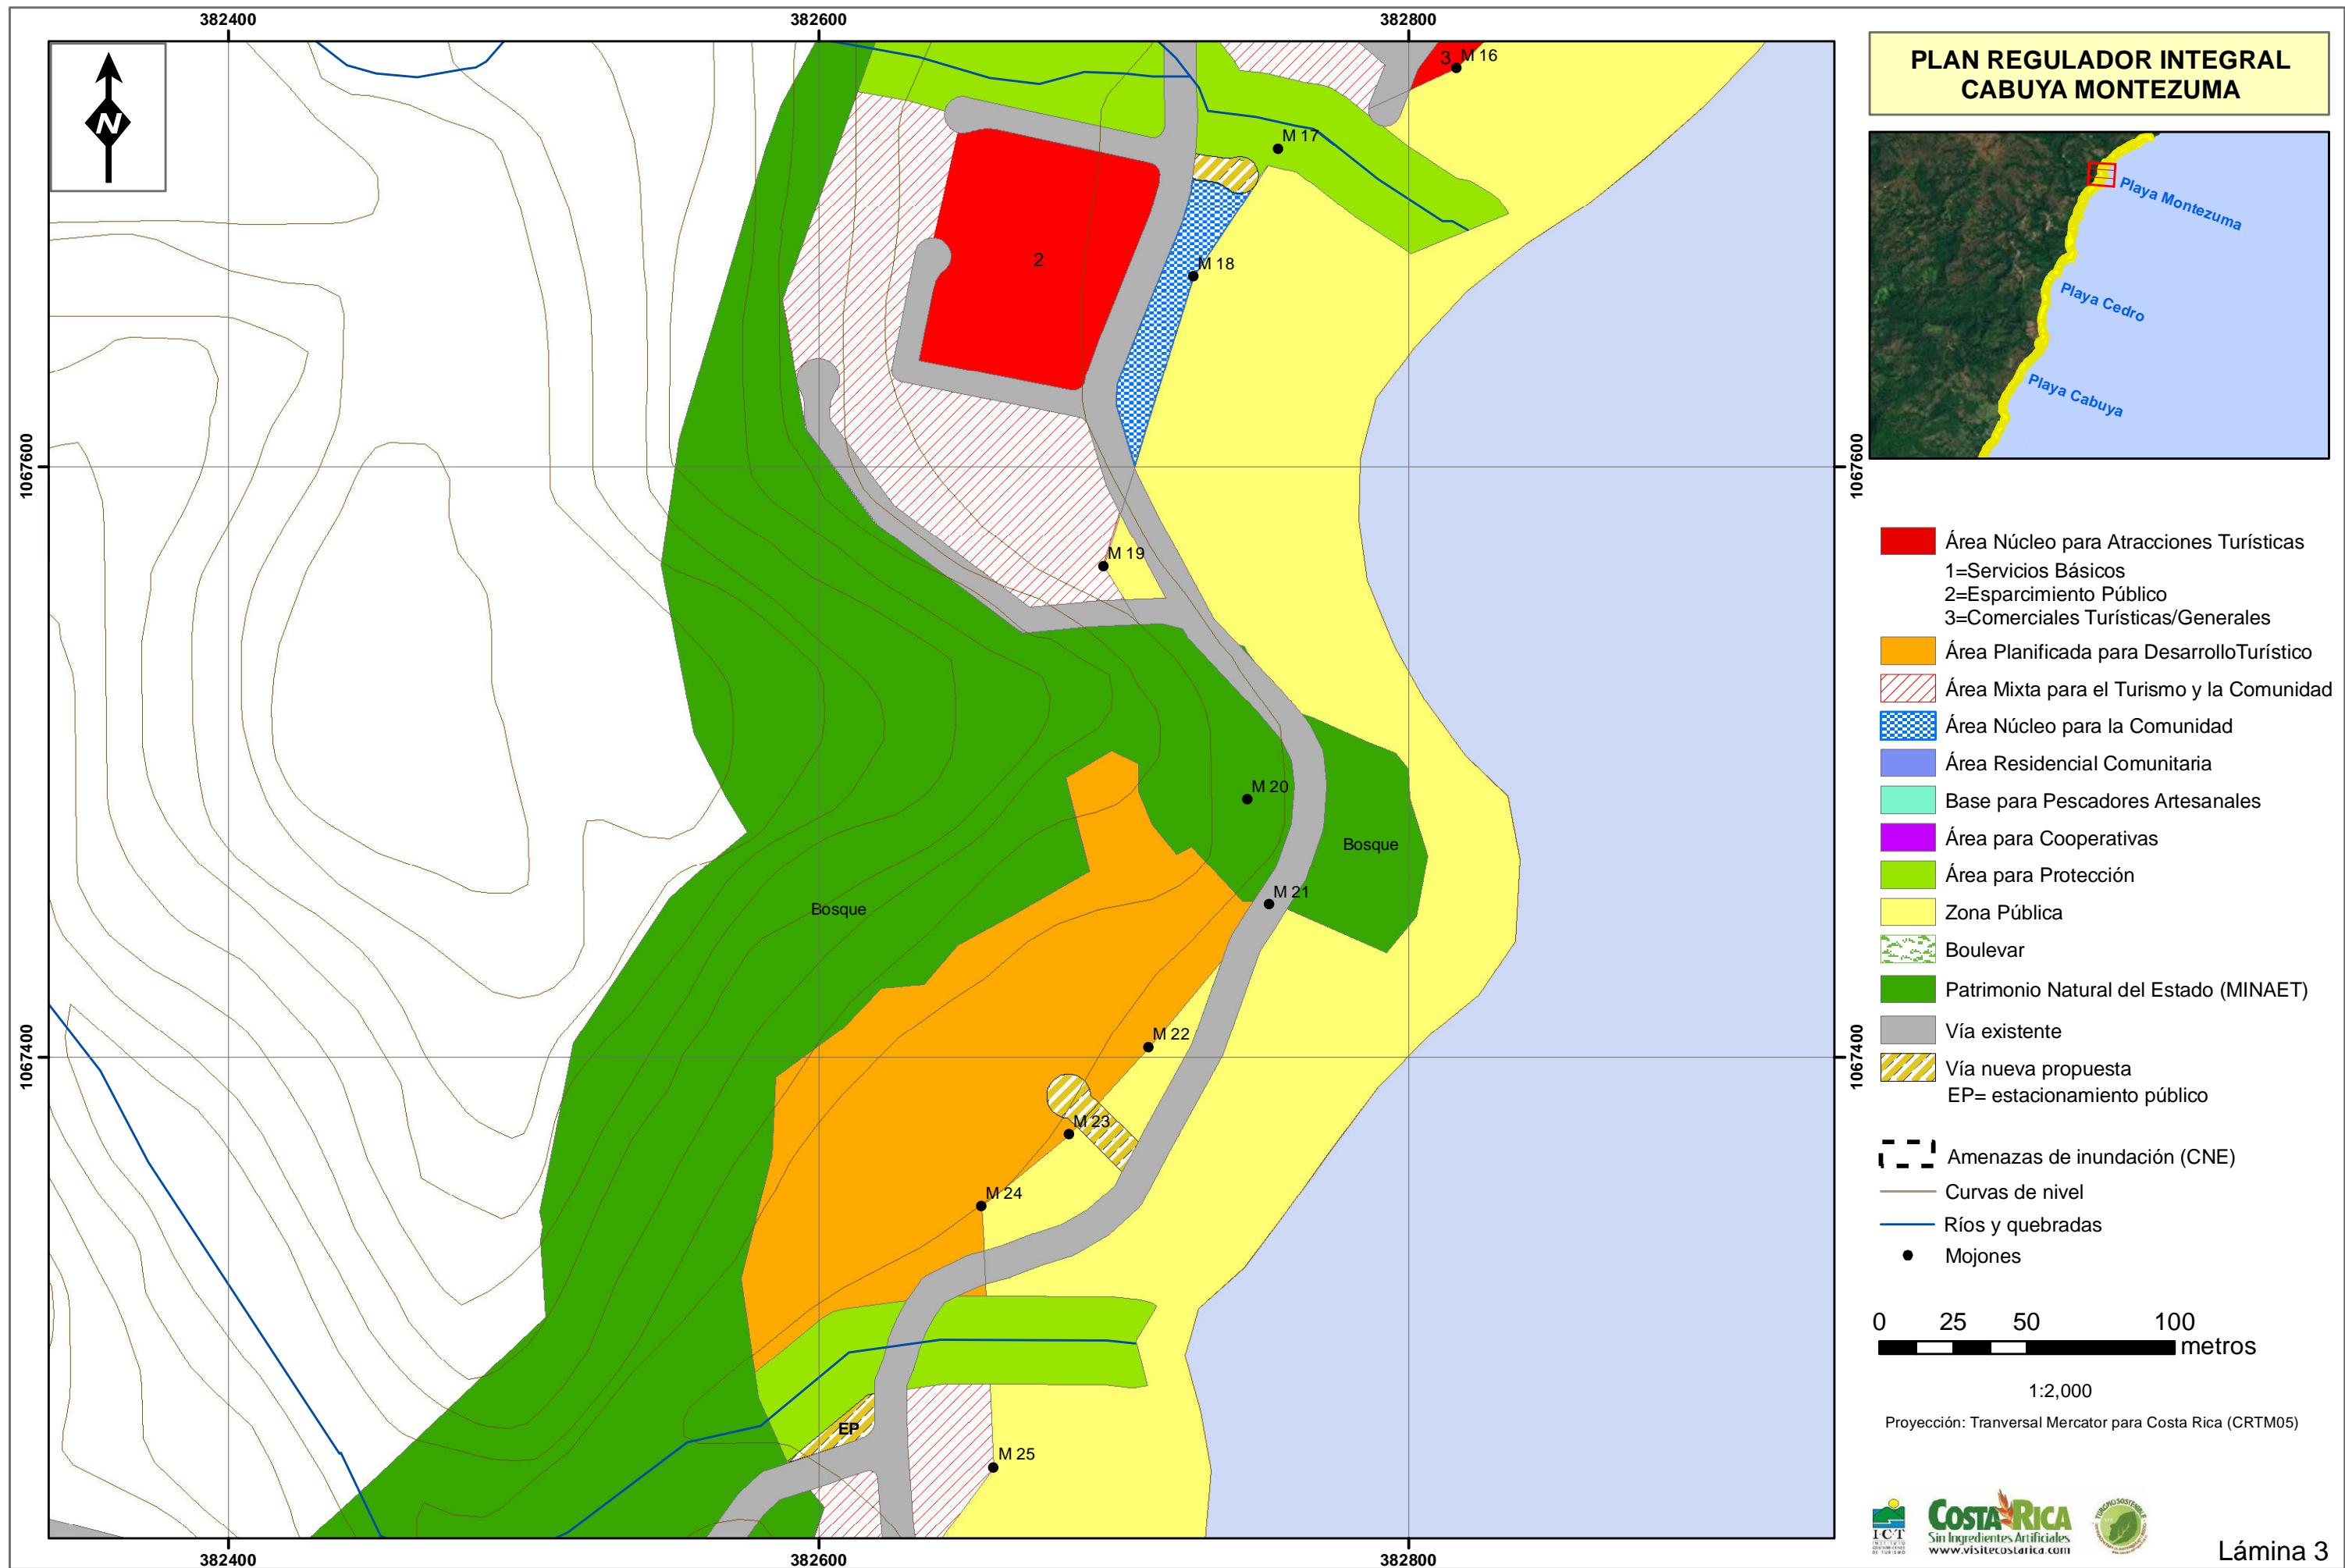 382400
382600
382800
N
3
M 16
M 17
2
M 18
1067600
1067600
M 19
M 20
Bosque
M 21
Bosque
1067400
1067400
M 22
M 23
M 24
EP
M 25
382400
382600
382800
PLAN REGULADOR INTEGRAL
CABUYA MONTEZUMA
Playa Montezuma
Playa Cedro
Playa Cabuya
Área Núcleo para Atracciones Turísticas
1=Servicios Básicos
2=Esparcimiento Público
3=Comerciales Turísticas/Generales
Área Planificada para DesarrolloTurístico
Área Mixta para el Turismo y la Comunidad
Área Núcleo para la Comunidad
Área Residencial Comunitaria
Base para Pescadores Artesanales
Área para Cooperativas
Área para Protección
Zona Pública
Boulevar
Patrimonio Natural del Estado (MINAET)
Vía existente
Vía nueva propuesta
EP= estacionamiento público
Amenazas de inundación (CNE)
Curvas de nivel
Ríos y quebradas
Mojones
0 25 50 100
metros
1:2,000
Proyección: Tranversal Mercator para Costa Rica (CRTM05)
I·C·T
COSTA RICA
Sin Ingredientes Artificiales
www.visitecostarica.com
Lámina 3